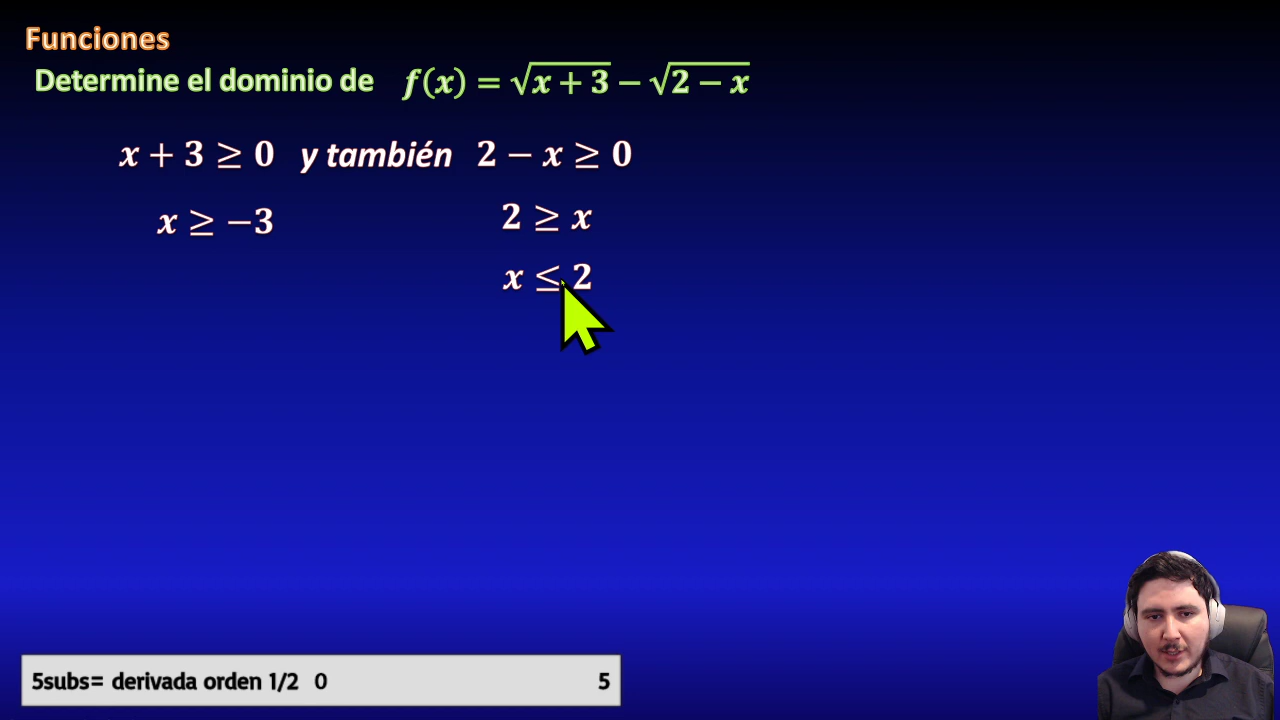 Funciones
Determine el dominio de f(x) = √(x + 3) − √(2 − x)
x + 3 ≥ 0 y también 2 − x ≥ 0
x ≥ −3
2 ≥ x
x ≤ 2
5subs= derivada orden 1/2 0 5